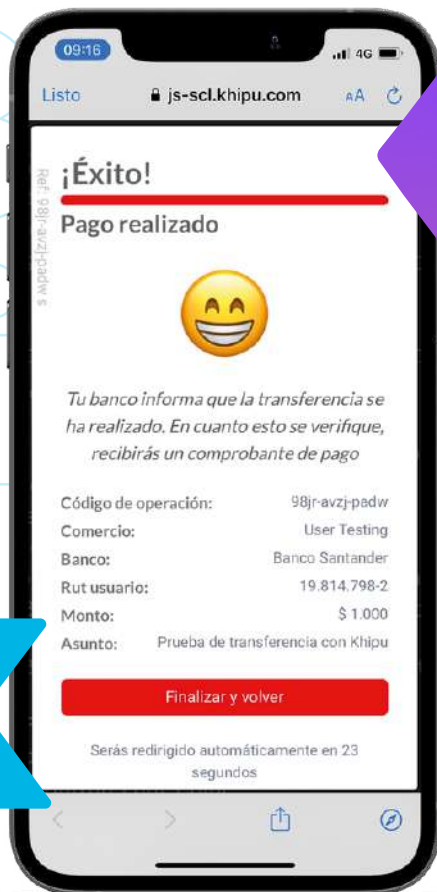 09:16
4G
Listo
js-scl.khipu.com
AA
Ref: 98jr-avzj-padw s
¡Éxito!
Pago realizado
Tu banco informa que la transferencia se
ha realizado. En cuanto esto se verifique,
recibirás un comprobante de pago
Código de operación: 98jr-avzj-padw
Comercio: User Testing
Banco: Banco Santander
Rut usuario: 19.814.798-2
Monto: $ 1.000
Asunto: Prueba de transferencia con Khipu
Finalizar y volver
Serás redirigido automáticamente en 23
segundos